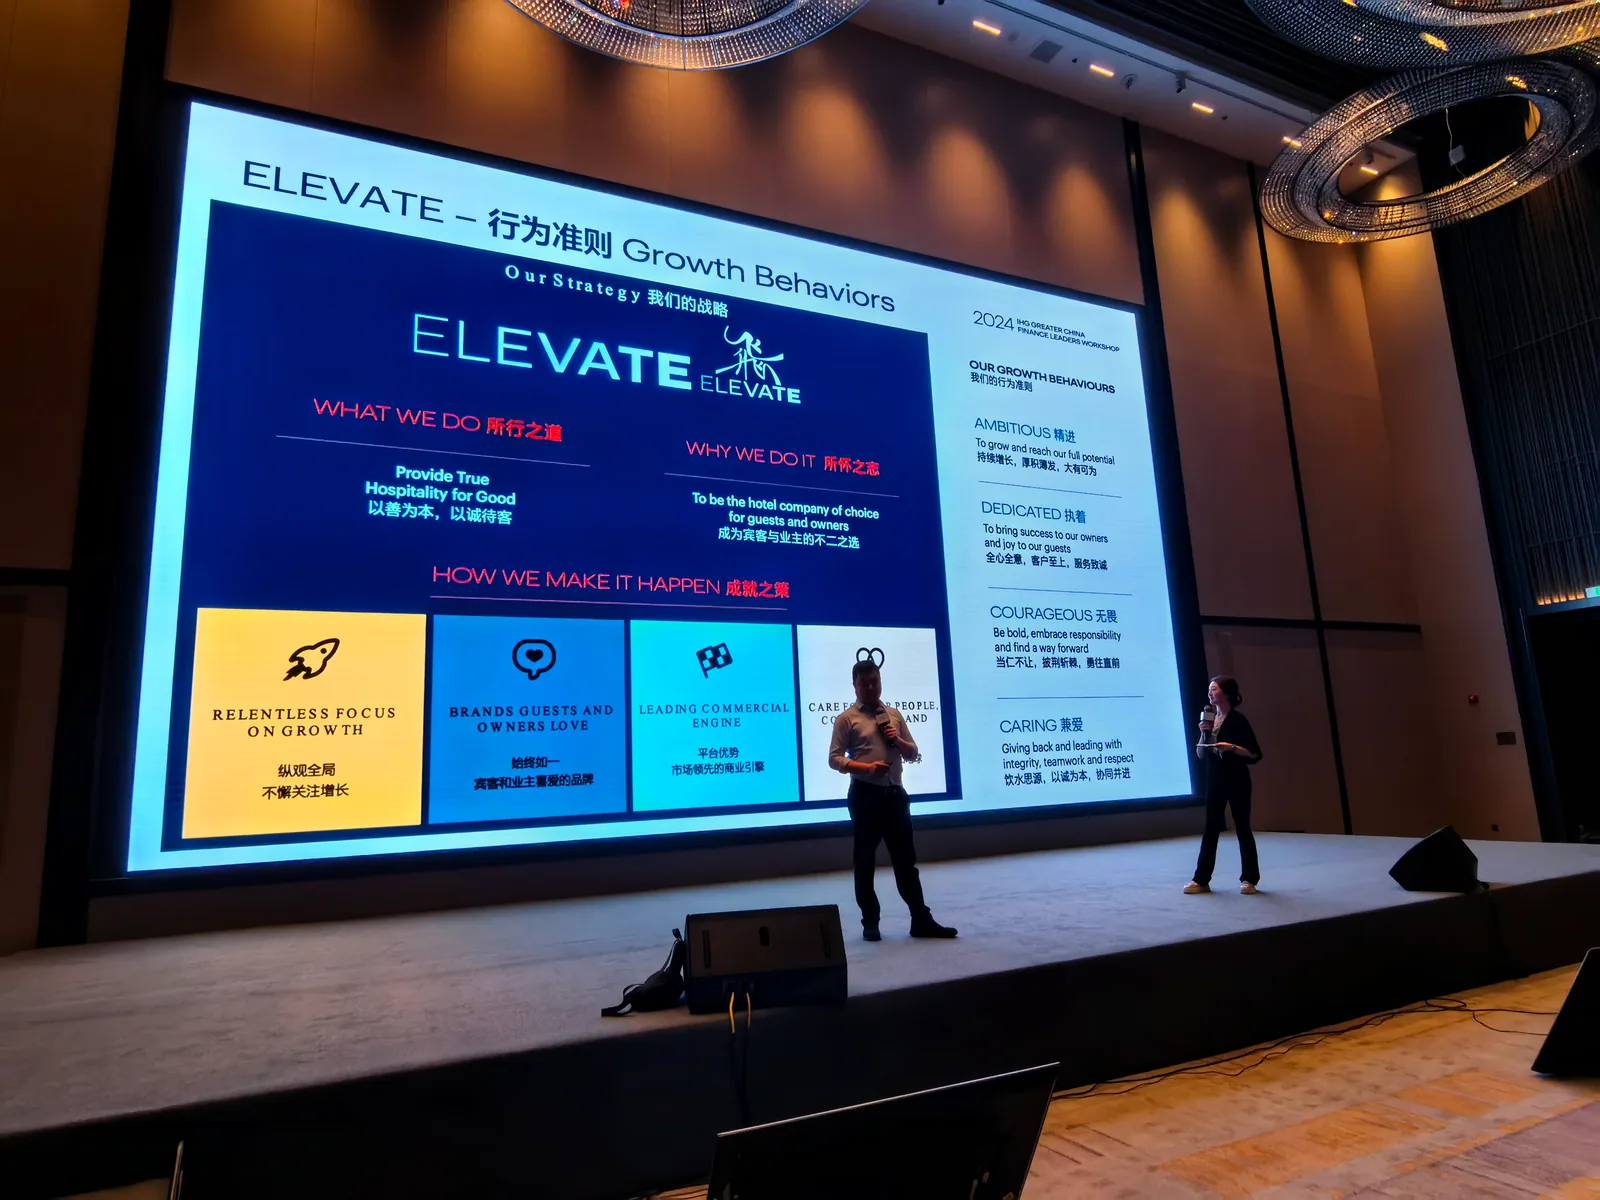 ELEVATE – 行为准则 Growth Behaviors
Our Strategy 我们的战略
ELEVATE
飛
ELEVATE
WHAT WE DO 所行之道
Provide True
Hospitality for Good
以善为本，以诚待客
WHY WE DO IT 所怀之志
To be the hotel company of choice
for guests and owners
成为宾客与业主的不二之选
HOW WE MAKE IT HAPPEN 成就之策
RELENTLESS FOCUS
ON GROWTH
纵观全局
不懈关注增长
BRANDS GUESTS AND
OWNERS LOVE
始终如一
宾客和业主喜爱的品牌
LEADING COMMERCIAL
ENGINE
平台优势
市场领先的商业引擎
CARE PEOPLE,
AND
2024 IHG GREATER CHINA
FINANCE LEADERS WORKSHOP
OUR GROWTH BEHAVIOURS
我们的行为准则
AMBITIOUS 精进
To grow and reach our full potential
持续增长，厚积薄发，大有可为
DEDICATED 执着
To bring success to our owners
and joy to our guests
全心全意，客户至上，服务致诚
COURAGEOUS 无畏
Be bold, embrace responsibility
and find a way forward
当仁不让，披荆斩棘，勇往直前
CARING 兼爱
Giving back and leading with
integrity, teamwork and respect
饮水思源，以诚为本，协同并进